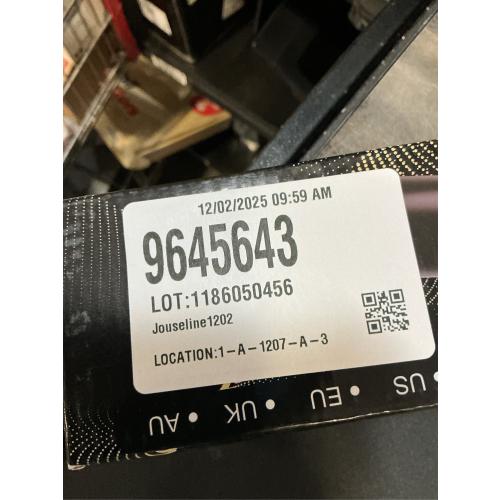 12/02/2025 09:59 AM
9645643
LOT:1186050456
Jouseline1202
LOCATION:1-A-1207-A-3
AU • UK • EU • US